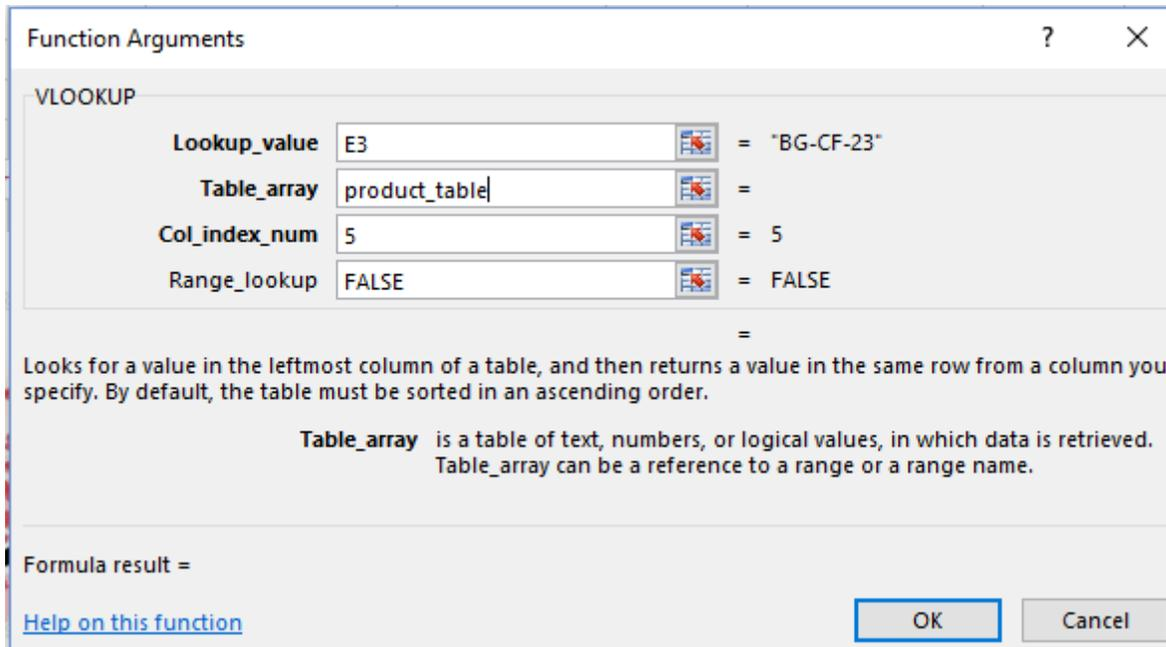 Function Arguments ? ×
VLOOKUP
Lookup_value E3 = "BG-CF-23"
Table_array product_table =
Col_index_num 5 = 5
Range_lookup FALSE = FALSE
=
Looks for a value in the leftmost column of a table, and then returns a value in the same row from a column you
specify. By default, the table must be sorted in an ascending order.
Table_array is a table of text, numbers, or logical values, in which data is retrieved.
Table_array can be a reference to a range or a range name.
Formula result =
Help on this function OK Cancel